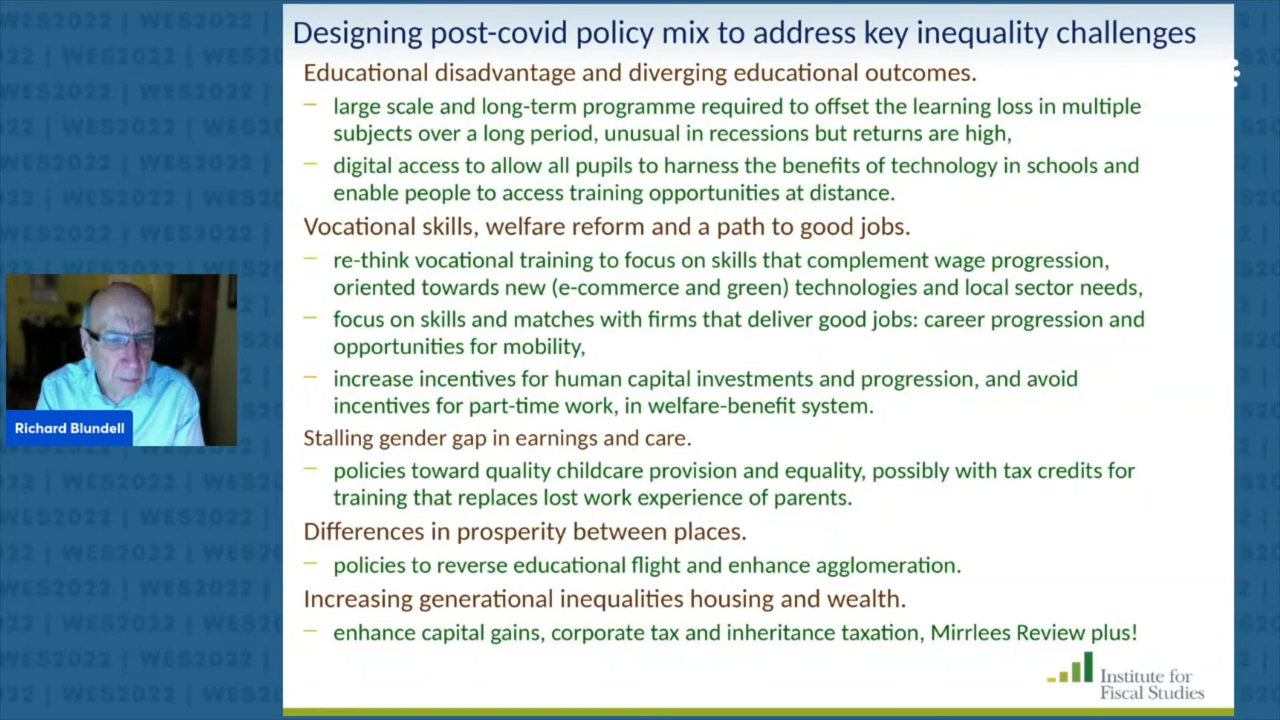 Designing post-covid policy mix to address key inequality challenges
Educational disadvantage and diverging educational outcomes.
– large scale and long-term programme required to offset the learning loss in multiple
subjects over a long period, unusual in recessions but returns are high,
– digital access to allow all pupils to harness the benefits of technology in schools and
enable people to access training opportunities at distance.
Vocational skills, welfare reform and a path to good jobs.
– re-think vocational training to focus on skills that complement wage progression,
oriented towards new (e-commerce and green) technologies and local sector needs,
– focus on skills and matches with firms that deliver good jobs: career progression and
opportunities for mobility,
– increase incentives for human capital investments and progression, and avoid
incentives for part-time work, in welfare-benefit system.
Stalling gender gap in earnings and care.
– policies toward quality childcare provision and equality, possibly with tax credits for
training that replaces lost work experience of parents.
Differences in prosperity between places.
– policies to reverse educational flight and enhance agglomeration.
Increasing generational inequalities housing and wealth.
– enhance capital gains, corporate tax and inheritance taxation, Mirrlees Review plus!
Institute for
Fiscal Studies
Richard Blundell
WES2022 | WES2022 |